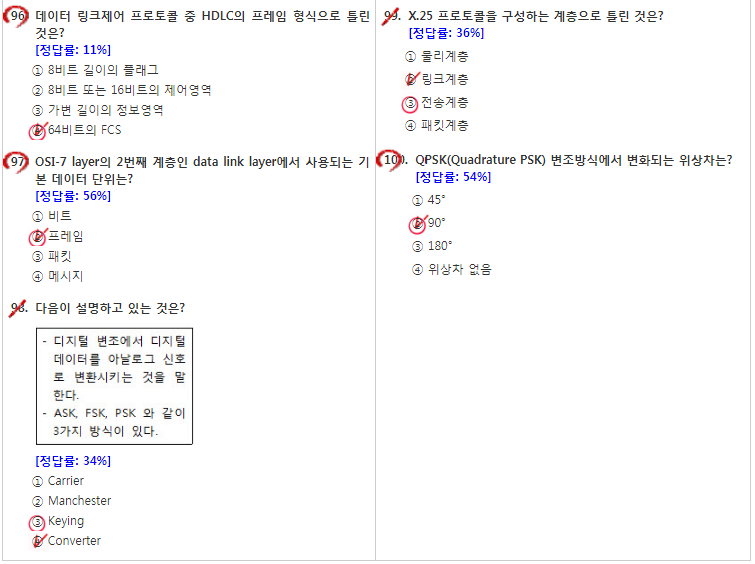 96. 데이터 링크제어 프로토콜 중 HDLC의 프레임 형식으로 틀린
것은?
[정답률: 11%]
① 8비트 길이의 플래그
② 8비트 또는 16비트의 제어영역
③ 가변 길이의 정보영역
④ 64비트의 FCS
97. OSI-7 layer의 2번째 계층인 data link layer에서 사용되는 기
본 데이터 단위는?
[정답률: 56%]
① 비트
② 프레임
③ 패킷
④ 메시지
98. 다음이 설명하고 있는 것은?
- 디지털 변조에서 디지털
데이터를 아날로그 신호
로 변환시키는 것을 말
한다.
- ASK, FSK, PSK 와 같이
3가지 방식이 있다.
[정답률: 34%]
① Carrier
② Manchester
③ Keying
④ Converter
99. X.25 프로토콜을 구성하는 계층으로 틀린 것은?
[정답률: 36%]
① 물리계층
② 링크계층
③ 전송계층
④ 패킷계층
100. QPSK(Quadrature PSK) 변조방식에서 변화되는 위상차는?
[정답률: 54%]
① 45°
② 90°
③ 180°
④ 위상차 없음